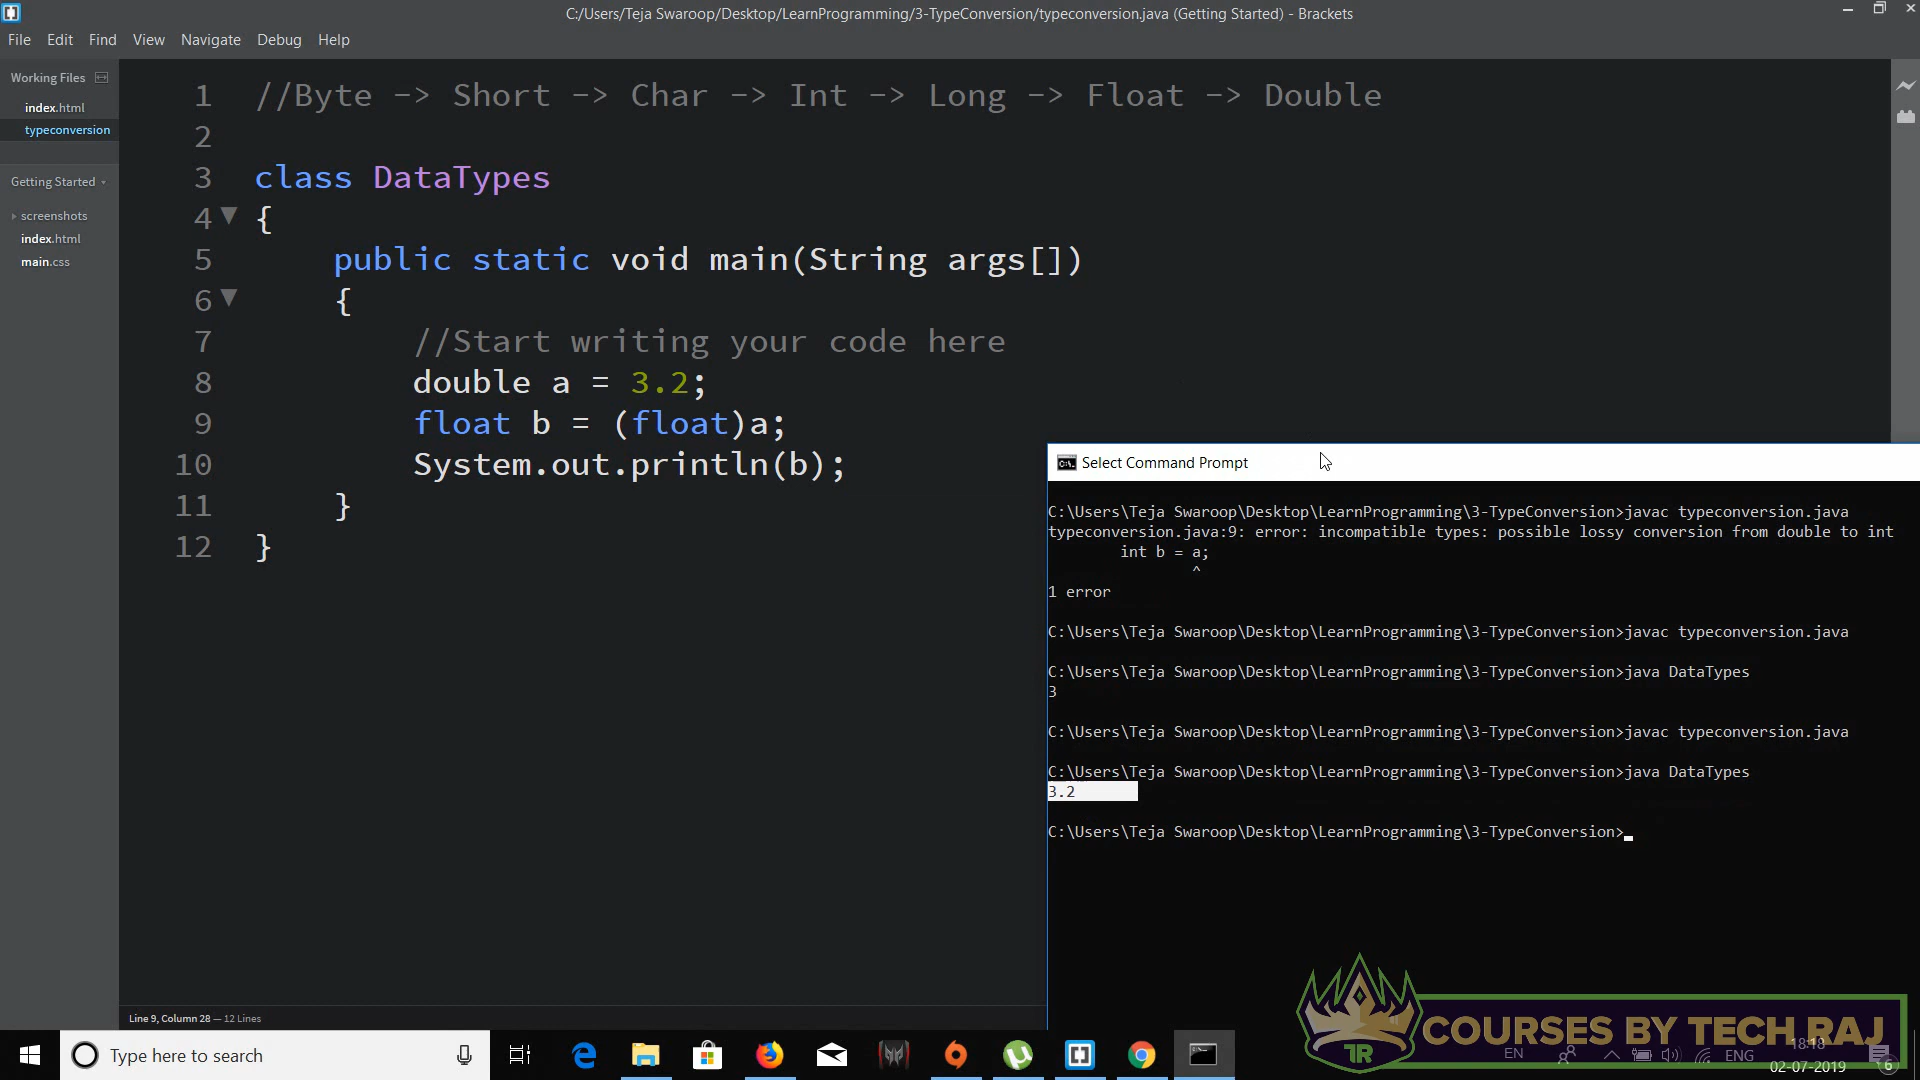 C:/Users/Teja Swaroop/Desktop/LearnProgramming/3-TypeConversion/typeconversion.java (Getting Started) - Brackets
File Edit Find View Navigate Debug Help
Working Files
index.html
typeconversion
Getting Started
screenshots
index.html
main.css
1 //Byte -> Short -> Char -> Int -> Long -> Float -> Double
2
3 class DataTypes
4 {
5 public static void main(String args[])
6 {
7 //Start writing your code here
8 double a = 3.2;
9 float b = (float)a;
10 System.out.println(b);
11 }
12 }
Select Command Prompt
C:\Users\Teja Swaroop\Desktop\LearnProgramming\3-TypeConversion>javac typeconversion.java
typeconversion.java:9: error: incompatible types: possible lossy conversion from double to int
int b = a;
^
1 error
C:\Users\Teja Swaroop\Desktop\LearnProgramming\3-TypeConversion>javac typeconversion.java
C:\Users\Teja Swaroop\Desktop\LearnProgramming\3-TypeConversion>java DataTypes
3
C:\Users\Teja Swaroop\Desktop\LearnProgramming\3-TypeConversion>javac typeconversion.java
C:\Users\Teja Swaroop\Desktop\LearnProgramming\3-TypeConversion>java DataTypes
3.2
C:\Users\Teja Swaroop\Desktop\LearnProgramming\3-TypeConversion>
Line 9, Column 28 — 12 Lines
COURSES BY TECH RAJ
TR
Type here to search
EN
ENG
18:18
02-07-2019
6